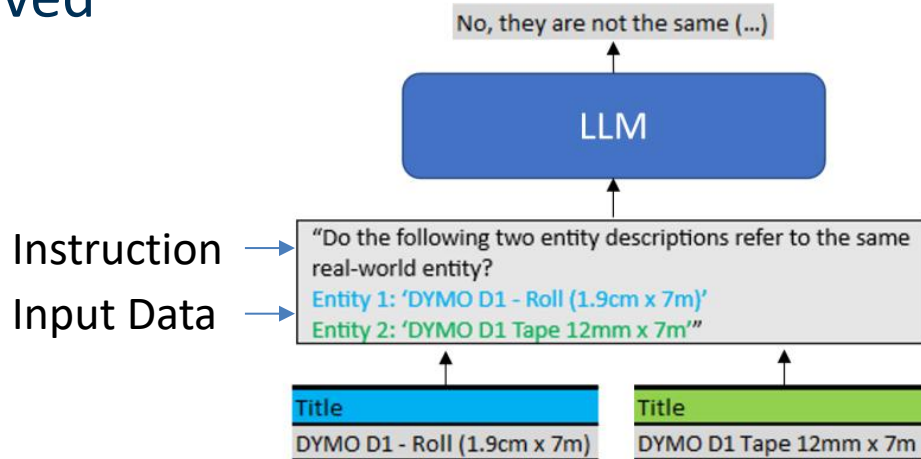 ved
No, they are not the same (...)
LLM
Instruction
Input Data
“Do the following two entity descriptions refer to the same
real-world entity?
Entity 1: ‘DYMO D1 - Roll (1.9cm x 7m)’
Entity 2: ‘DYMO D1 Tape 12mm x 7m’”
Title
DYMO D1 - Roll (1.9cm x 7m)
Title
DYMO D1 Tape 12mm x 7m